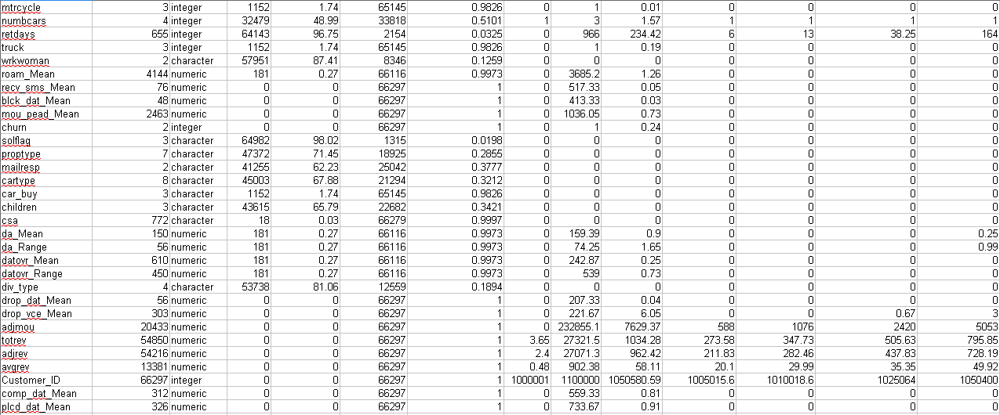 mtrcycle 3 integer 1152 1.74 65145 0.9826 0 1 0.01 0 0 0 0
numbcars 4 integer 32479 48.99 33818 0.5101 1 3 1.57 1 1 1 1
retdays 655 integer 64143 96.75 2154 0.0325 0 966 234.42 6 13 38.25 164
truck 3 integer 1152 1.74 65145 0.9826 0 1 0.19 0 0 0 0
wrkwoman 2 character 57951 87.41 8346 0.1259 0 0 0 0 0 0 0
roam_Mean 4144 numeric 181 0.27 66116 0.9973 0 3685.2 1.26 0 0 0 0
recv_sms_Mean 76 numeric 0 0 66297 1 0 517.33 0.05 0 0 0 0
blck_dat_Mean 48 numeric 0 0 66297 1 0 413.33 0.03 0 0 0 0
mou_pead_Mean 2463 numeric 0 0 66297 1 0 1036.05 0.73 0 0 0 0
churn 2 integer 0 0 66297 1 0 1 0.24 0 0 0 0
solflag 3 character 64982 98.02 1315 0.0198 0 0 0 0 0 0 0
proptype 7 character 47372 71.45 18925 0.2855 0 0 0 0 0 0 0
mailresp 2 character 41255 62.23 25042 0.3777 0 0 0 0 0 0 0
cartype 8 character 45003 67.88 21294 0.3212 0 0 0 0 0 0 0
car_buy 3 character 1152 1.74 65145 0.9826 0 0 0 0 0 0 0
children 3 character 43615 65.79 22682 0.3421 0 0 0 0 0 0 0
csa 772 character 18 0.03 66279 0.9997 0 0 0 0 0 0 0
da_Mean 150 numeric 181 0.27 66116 0.9973 0 159.39 0.9 0 0 0 0.25
da_Range 56 numeric 181 0.27 66116 0.9973 0 74.25 1.65 0 0 0 0.99
datovr_Mean 610 numeric 181 0.27 66116 0.9973 0 242.87 0.25 0 0 0 0
datovr_Range 450 numeric 181 0.27 66116 0.9973 0 539 0.73 0 0 0 0
div_type 4 character 53738 81.06 12559 0.1894 0 0 0 0 0 0 0
drop_dat_Mean 56 numeric 0 0 66297 1 0 207.33 0.04 0 0 0 0
drop_vce_Mean 303 numeric 0 0 66297 1 0 221.67 6.05 0 0 0.67 3
adjmou 20433 numeric 0 0 66297 1 0 232855.1 7629.37 588 1076 2420 5053
totrev 54850 numeric 0 0 66297 1 3.65 27321.5 1034.28 273.58 347.73 505.63 795.85
adjrev 54216 numeric 0 0 66297 1 2.4 27071.3 962.42 211.83 282.46 437.83 728.19
avgrev 13381 numeric 0 0 66297 1 0.48 902.38 58.11 20.1 29.99 35.35 49.92
Customer_ID 66297 integer 0 0 66297 1 1000001 1100000 1050580.59 1005015.6 1010018.6 1025064 1050400
comp_dat_Mean 312 numeric 0 0 66297 1 0 559.33 0.81 0 0 0 0
plcd_dat_Mean 326 numeric 0 0 66297 1 0 733.67 0.91 0 0 0 0